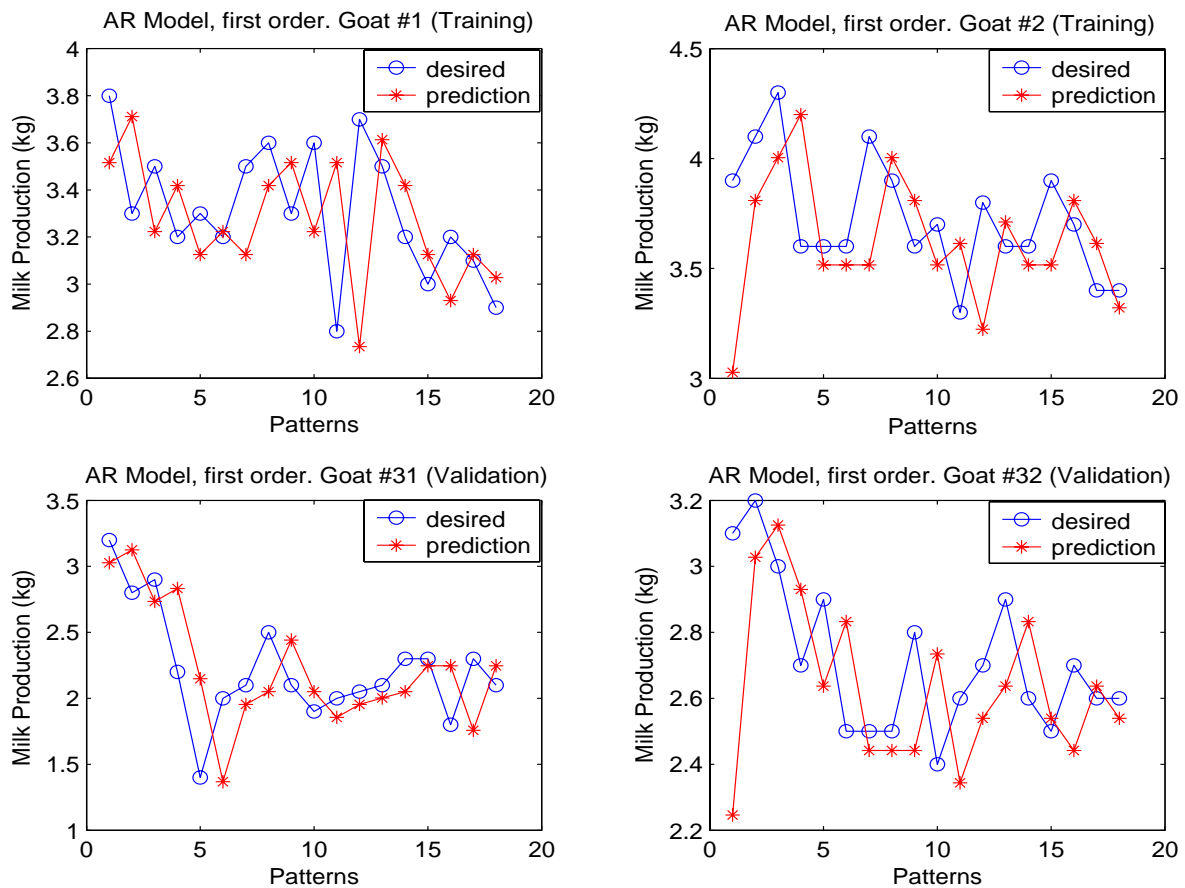 AR Model, first order. Goat #1 (Training)
Milk Production (kg)
4
3.8
3.6
3.4
3.2
3
2.8
2.6
0
5
10
15
20
Patterns
desired
prediction
AR Model, first order. Goat #2 (Training)
Milk Production (kg)
4.5
4
3.5
3
0
5
10
15
20
Patterns
desired
prediction
AR Model, first order. Goat #31 (Validation)
Milk Production (kg)
3.5
3
2.5
2
1.5
1
0
5
10
15
20
Patterns
desired
prediction
AR Model, first order. Goat #32 (Validation)
Milk Production (kg)
3.2
3
2.8
2.6
2.4
2.2
0
5
10
15
20
Patterns
desired
prediction